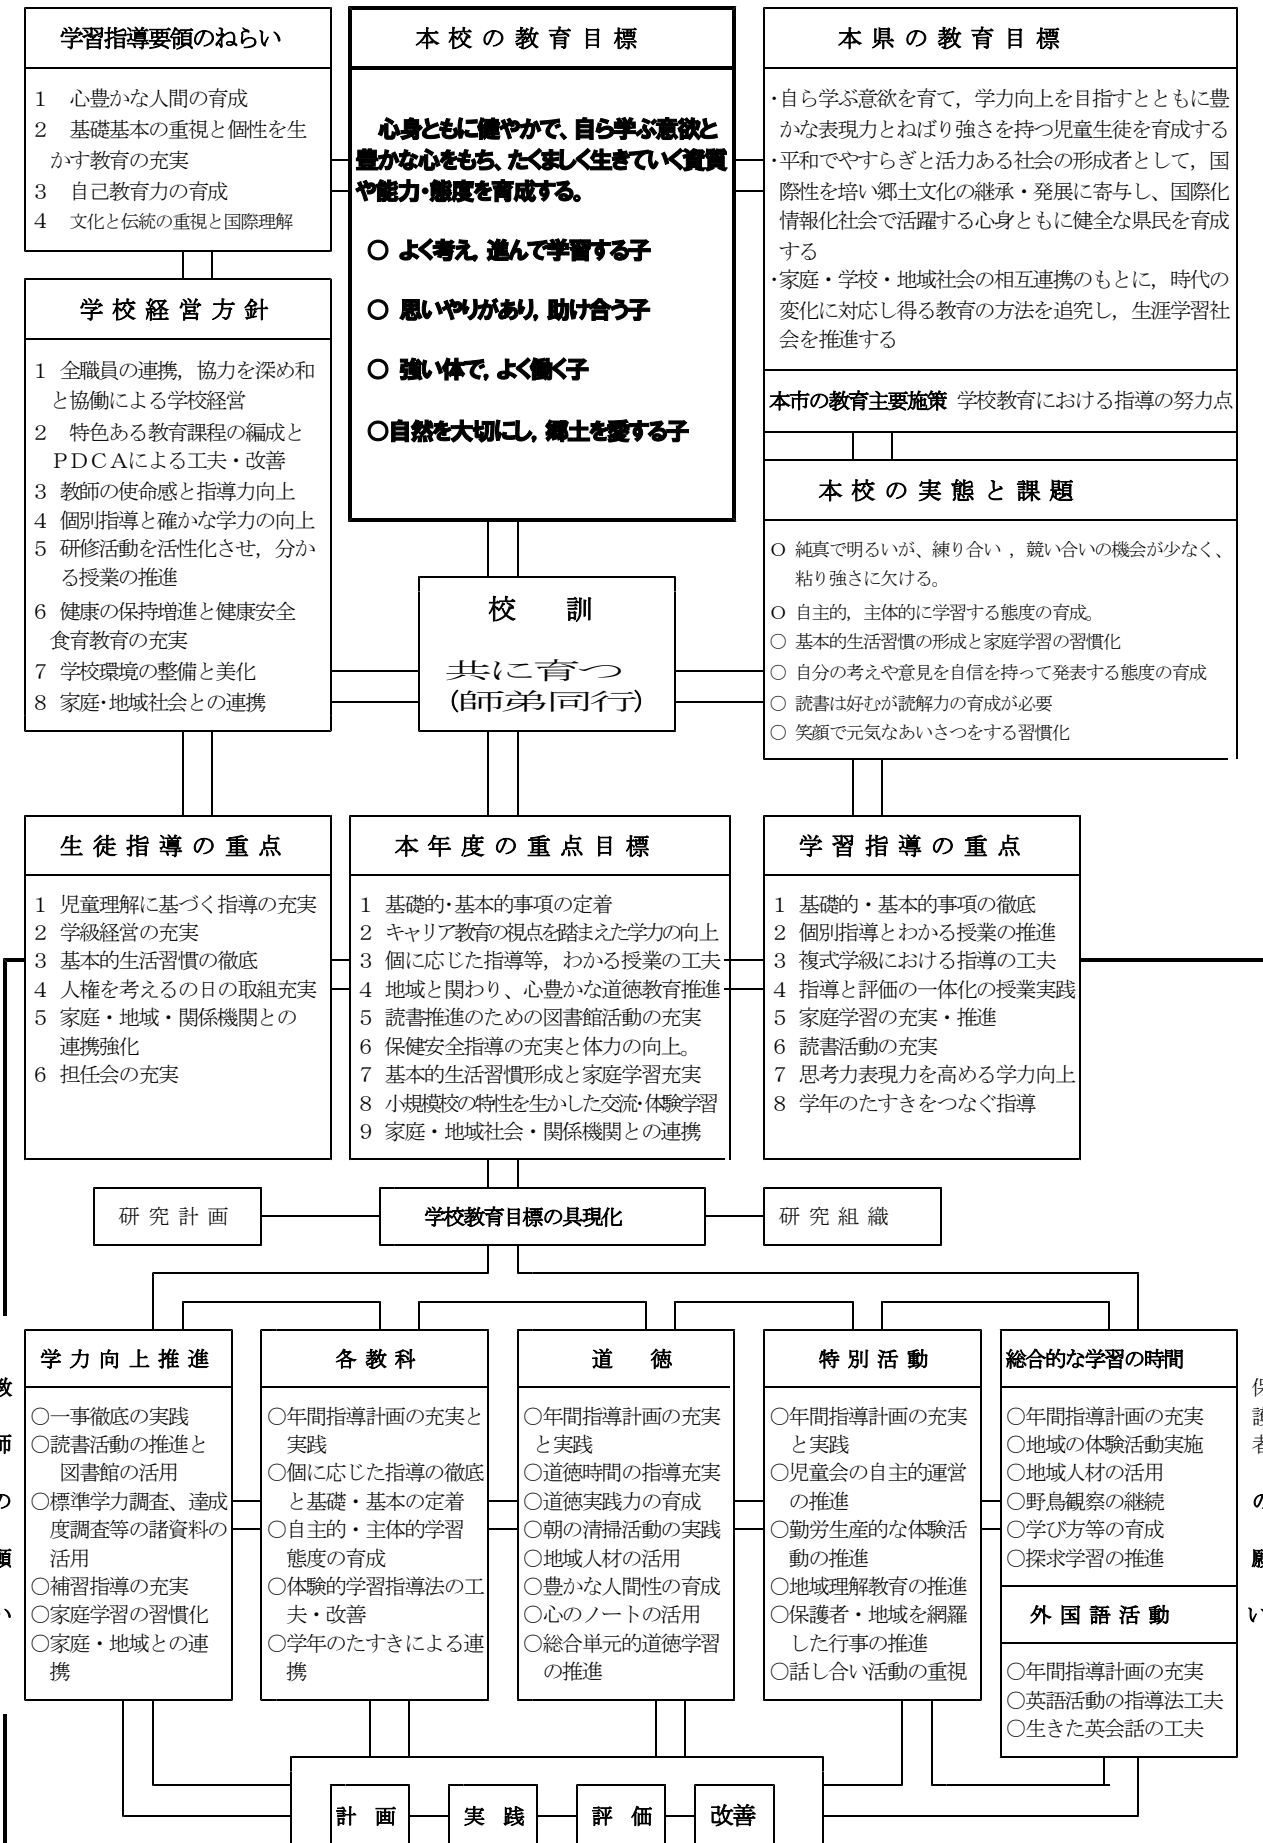 学習指導要領のねらい
1 心豊かな人間の育成
2 基礎基本の重視と個性を生
かす教育の充実
3 自己教育力の育成
4 文化と伝統の重視と国際理解
本校の教育目標
心身ともに健やかで、自ら学ぶ意欲と
豊かな心をもち、たくましく生きていく資質
や能力・態度を育成する。
○ よく考え，進んで学習する子
○ 思いやりがあり，助け合う子
○ 強い体で，よく働く子
○自然を大切にし，郷土を愛する子
本県の教育目標
・自ら学ぶ意欲を育て，学力向上を目指すとともに豊
かな表現力とねばり強さを持つ児童生徒を育成する
・平和でやすらぎと活力ある社会の形成者として，国
際性を培い郷土文化の継承・発展に寄与し、国際化
情報化社会で活躍する心身ともに健全な県民を育成
する
・家庭・学校・地域社会の相互連携のもとに，時代の
変化に対応し得る教育の方法を追究し，生涯学習社
会を推進する
本市の教育主要施策 学校教育における指導の努力点
学校経営方針
1 全職員の連携，協力を深め和
と協働による学校経営
2 特色ある教育課程の編成と
PDCAによる工夫・改善
3 教師の使命感と指導力向上
4 個別指導と確かな学力の向上
5 研修活動を活性化させ，分か
る授業の推進
6 健康の保持増進と健康安全
食育教育の充実
7 学校環境の整備と美化
8 家庭・地域社会との連携
校 訓
共に育つ
(師弟同行)
本校の実態と課題
○ 純真で明るいが、練り合い，競い合いの機会が少なく、
粘り強さに欠ける。
○ 自主的，主体的に学習する態度の育成。
○ 基本的生活習慣の形成と家庭学習の習慣化
○ 自分の考えや意見を自信を持って発表する態度の育成
○ 読書は好むが読解力の育成が必要
○ 笑顔で元気なあいさつをする習慣化
生徒指導の重点
1 児童理解に基づく指導の充実
2 学級経営の充実
3 基本的生活習慣の徹底
4 人権を考えるの日の取組充実
5 家庭・地域・関係機関との
連携強化
6 担任会の充実
本年度の重点目標
1 基礎的・基本的事項の定着
2 キャリア教育の視点を踏まえた学力の向上
3 個に応じた指導等，わかる授業の工夫
4 地域と関わり、心豊かな道徳教育推進
5 読書推進のための図書館活動の充実
6 保健安全指導の充実と体力の向上。
7 基本的生活習慣形成と家庭学習充実
8 小規模校の特性を生かした交流・体験学習
9 家庭・地域社会・関係機関との連携
学習指導の重点
1 基礎的・基本的事項の徹底
2 個別指導とわかる授業の推進
3 複式学級における指導の工夫
4 指導と評価の一体化の授業実践
5 家庭学習の充実・推進
6 読書活動の充実
7 思考力表現力を高める学力向上
8 学年のたすきをつなぐ指導
研究計画
学校教育目標の具現化
研究組織
教
師
の
願
い
学力向上推進
○一事徹底の実践
○読書活動の推進と
図書館の活用
○標準学力調査、達成
度調査等の諸資料の
活用
○補習指導の充実
○家庭学習の習慣化
○家庭・地域との連
携
各教科
○年間指導計画の充実と
実践
○個に応じた指導の徹底
と基礎・基本の定着
○自主的・主体的学習
態度の育成
○体験的学習指導法の工
夫・改善
○学年のたすきによる連
携
道 徳
○年間指導計画の充実
と実践
○道徳時間の指導充実
○道徳実践力の育成
○朝の清掃活動の実践
○地域人材の活用
○豊かな人間性の育成
○心のノートの活用
○総合単元的道徳学習
の推進
特別活動
○年間指導計画の充実
と実践
○児童会の自主的運営
の推進
○勤労生産的な体験活
動の推進
○地域理解教育の推進
○保護者・地域を網羅
した行事の推進
○話し合い活動の重視
総合的な学習の時間
○年間指導計画の充実
○地域の体験活動実施
○地域人材の活用
○野鳥観察の継続
○学び方等の育成
○探求学習の推進
外国語活動
○年間指導計画の充実
○英語活動の指導法工夫
○生きた英会話の工夫
保
護
者
の
願
い
計 画
実 践
評 価
改善